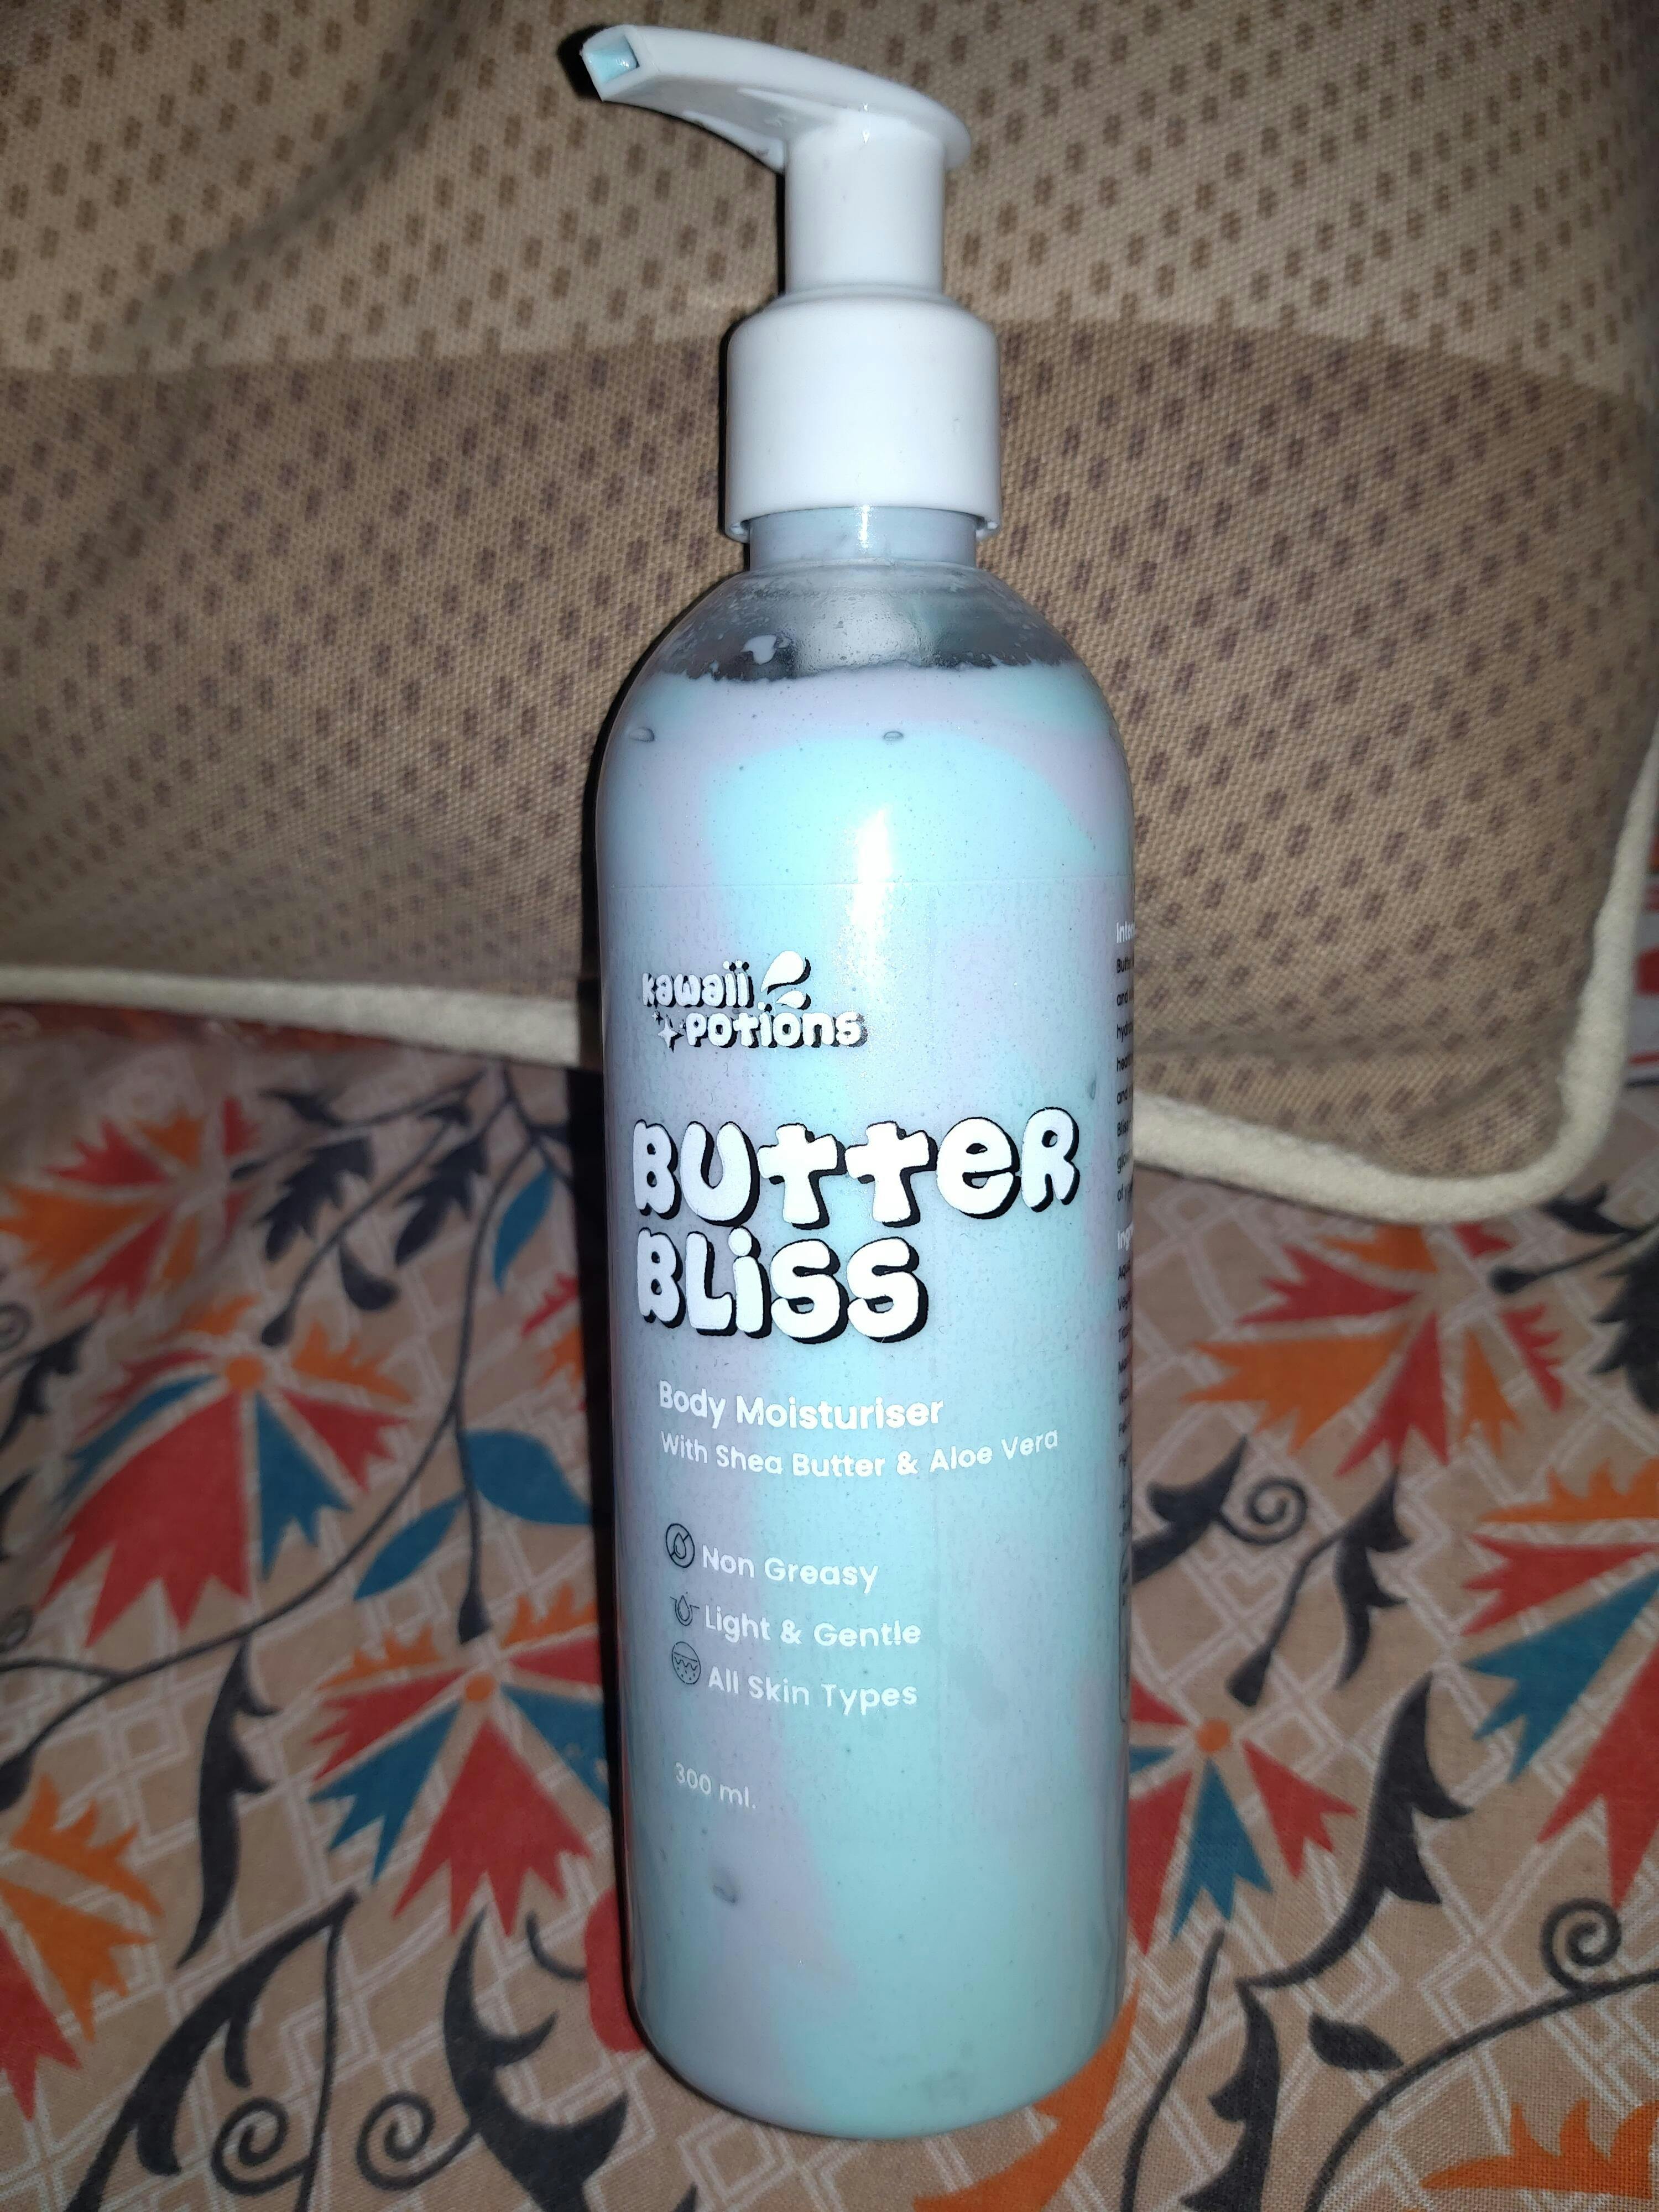 kawaii
potions
BUTTER
BLiSS
Body Moisturiser
With Shea Butter & Aloe Vera
Non Greasy
Light & Gentle
All Skin Types
300 ml.